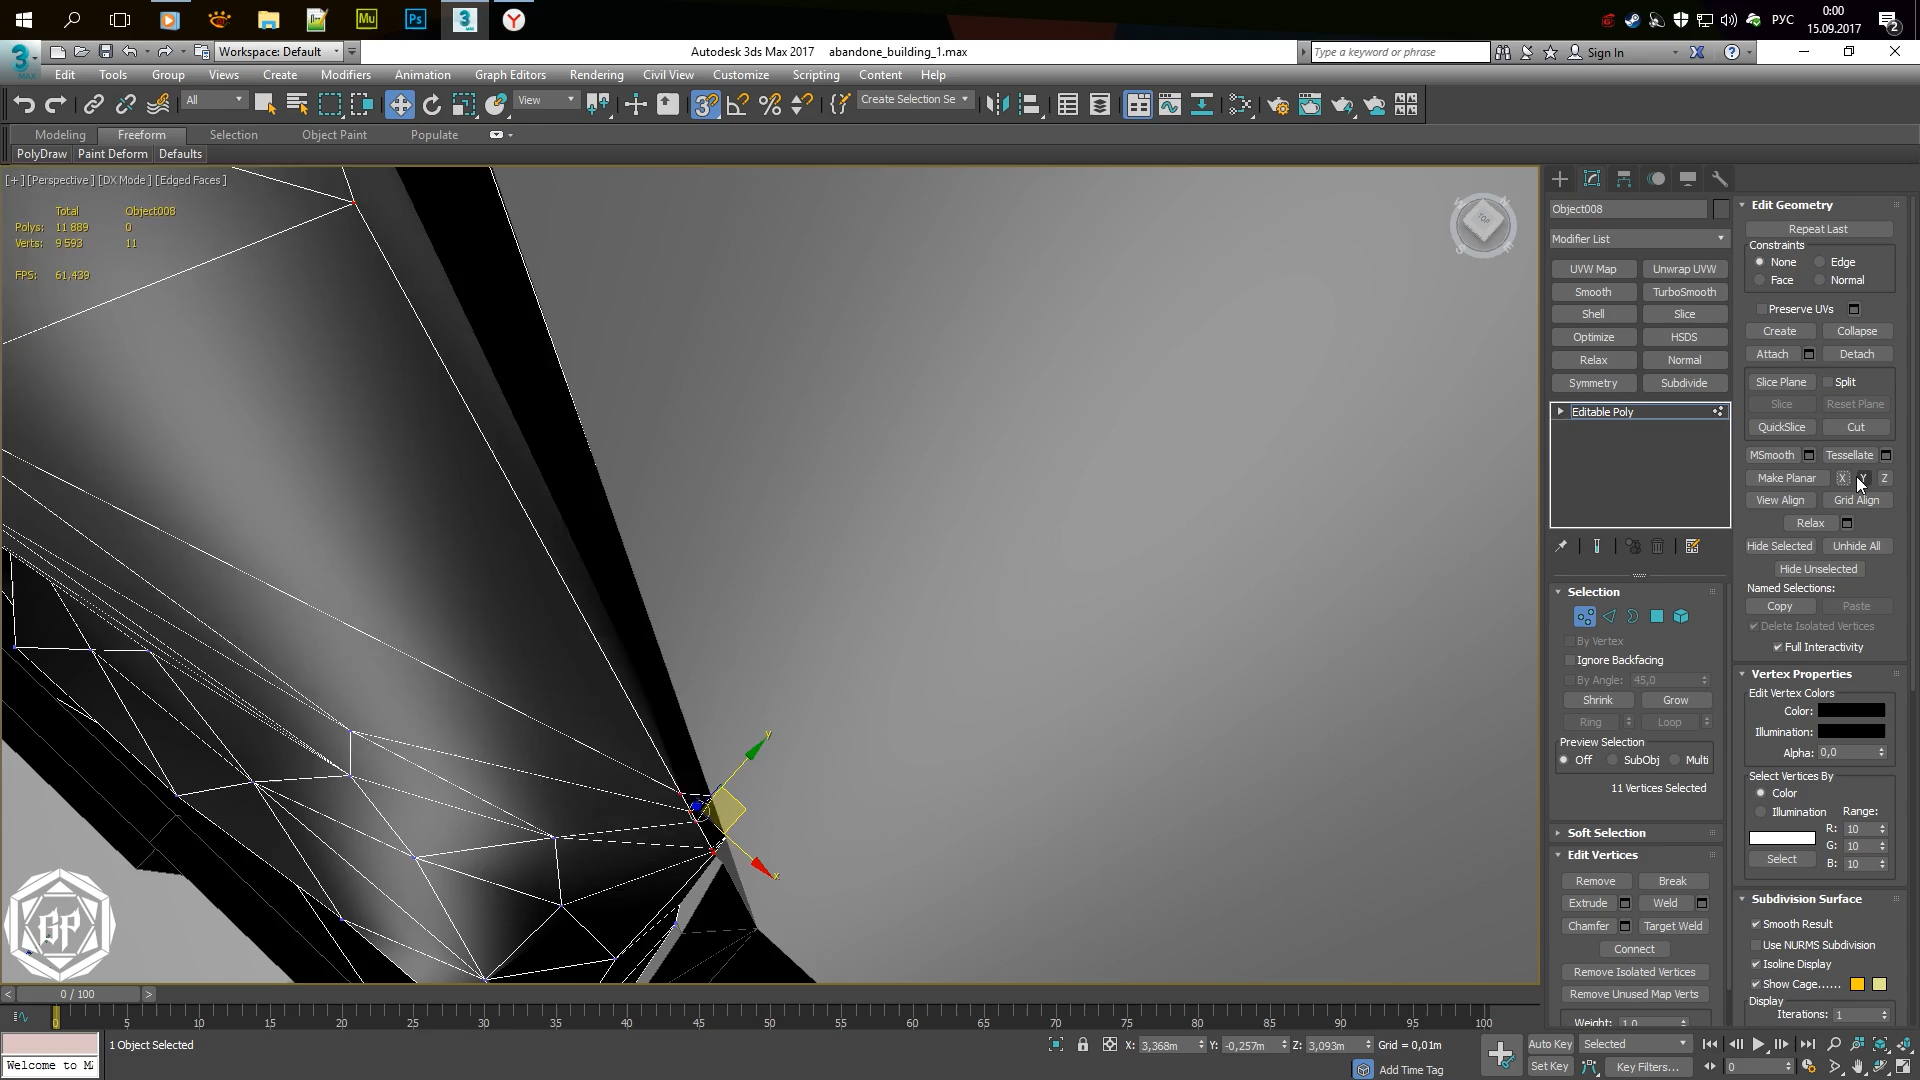 Mu
Ps
3
РУС
0:00
15.09.2017
2
Workspace: Default
Autodesk 3ds Max 2017 abandone_building_1.max
Type a keyword or phrase
Sign In
Edit Tools Group Views Create Modifiers Animation Graph Editors Rendering Civil View Customize Scripting Content Help
All
View
Create Selection Se
Modeling Freeform Selection Object Paint Populate
PolyDraw Paint Deform Defaults
[+] [Perspective] [DX Mode] [Edged Faces]
Total Object008
Polys: 11 889 0
Verts: 9 593 11
FPS: 61,439
TOP
y
x
GP
Object008
Modifier List
UVW Map Unwrap UVW
Smooth TurboSmooth
Shell Slice
Optimize HSDS
Relax Normal
Symmetry Subdivide
Editable Poly
Selection
By Vertex
Ignore Backfacing
By Angle: 45,0
Shrink Grow
Ring Loop
Preview Selection
Off SubObj Multi
11 Vertices Selected
Soft Selection
Edit Vertices
Remove Break
Extrude Weld
Chamfer Target Weld
Connect
Remove Isolated Vertices
Remove Unused Map Verts
Weight: 1,0
Edit Geometry
Repeat Last
Constraints
None Edge
Face Normal
Preserve UVs
Create Collapse
Attach Detach
Slice Plane Split
Slice Reset Plane
QuickSlice Cut
MSmooth Tessellate
Make Planar X Y Z
View Align Grid Align
Relax
Hide Selected Unhide All
Hide Unselected
Named Selections:
Copy Paste
Delete Isolated Vertices
Full Interactivity
Vertex Properties
Edit Vertex Colors
Color:
Illumination:
Alpha: 0,0
Select Vertices By
Color
Illumination Range:
R: 10
G: 10
B: 10
Select
Subdivision Surface
Smooth Result
Use NURMS Subdivision
Isoline Display
Show Cage......
Display
Iterations: 1
< 0 / 100 >
0 5 10 15 20 25 30 35 40 45 50 55 60 65 70 75 80 85 90 95 100
1 Object Selected
X: 3,368m Y: -0,257m Z: 3,093m Grid = 0,01m
Auto Key Selected
Welcome to M
Add Time Tag
Set Key Key Filters...
0